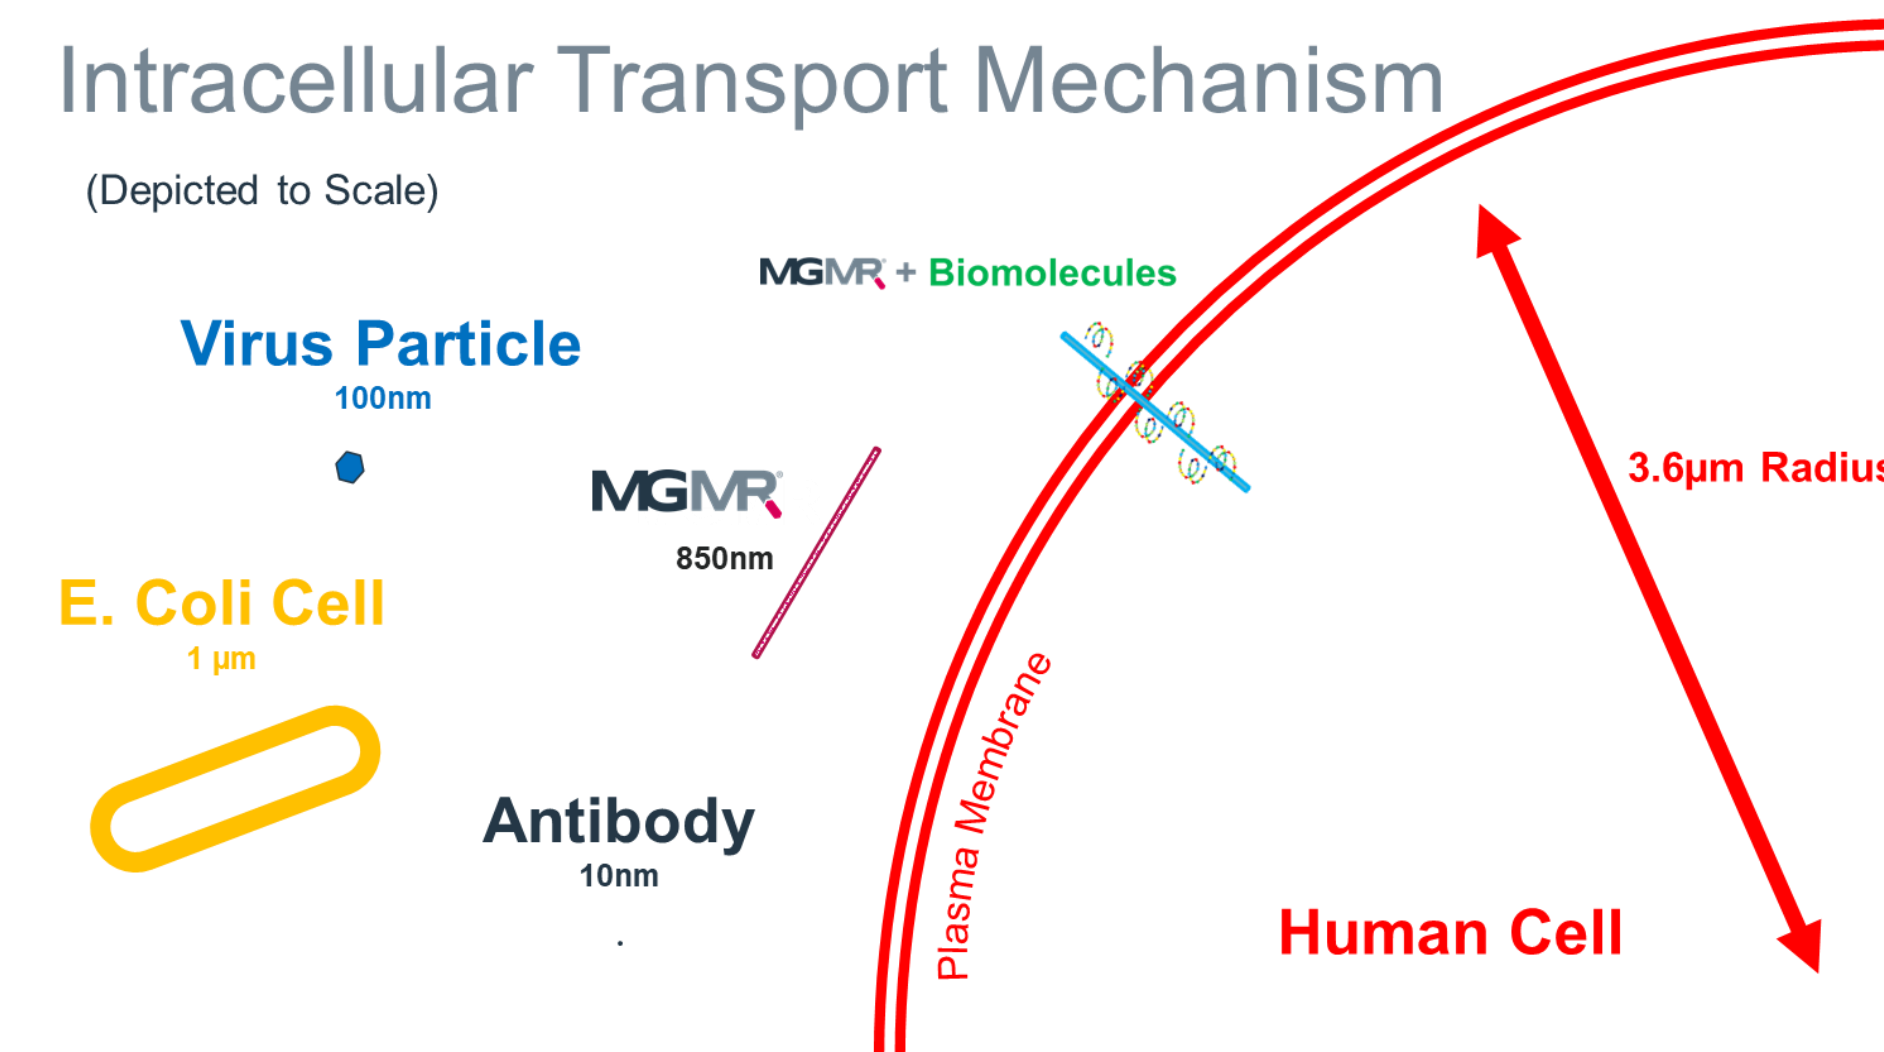 Intracellular Transport Mechanism
(Depicted to Scale)
MGMR® + Biomolecules
Virus Particle
100nm
MGMR®
850nm
3.6µm Radius
E. Coli Cell
1 µm
Plasma Membrane
Antibody
10nm
Human Cell